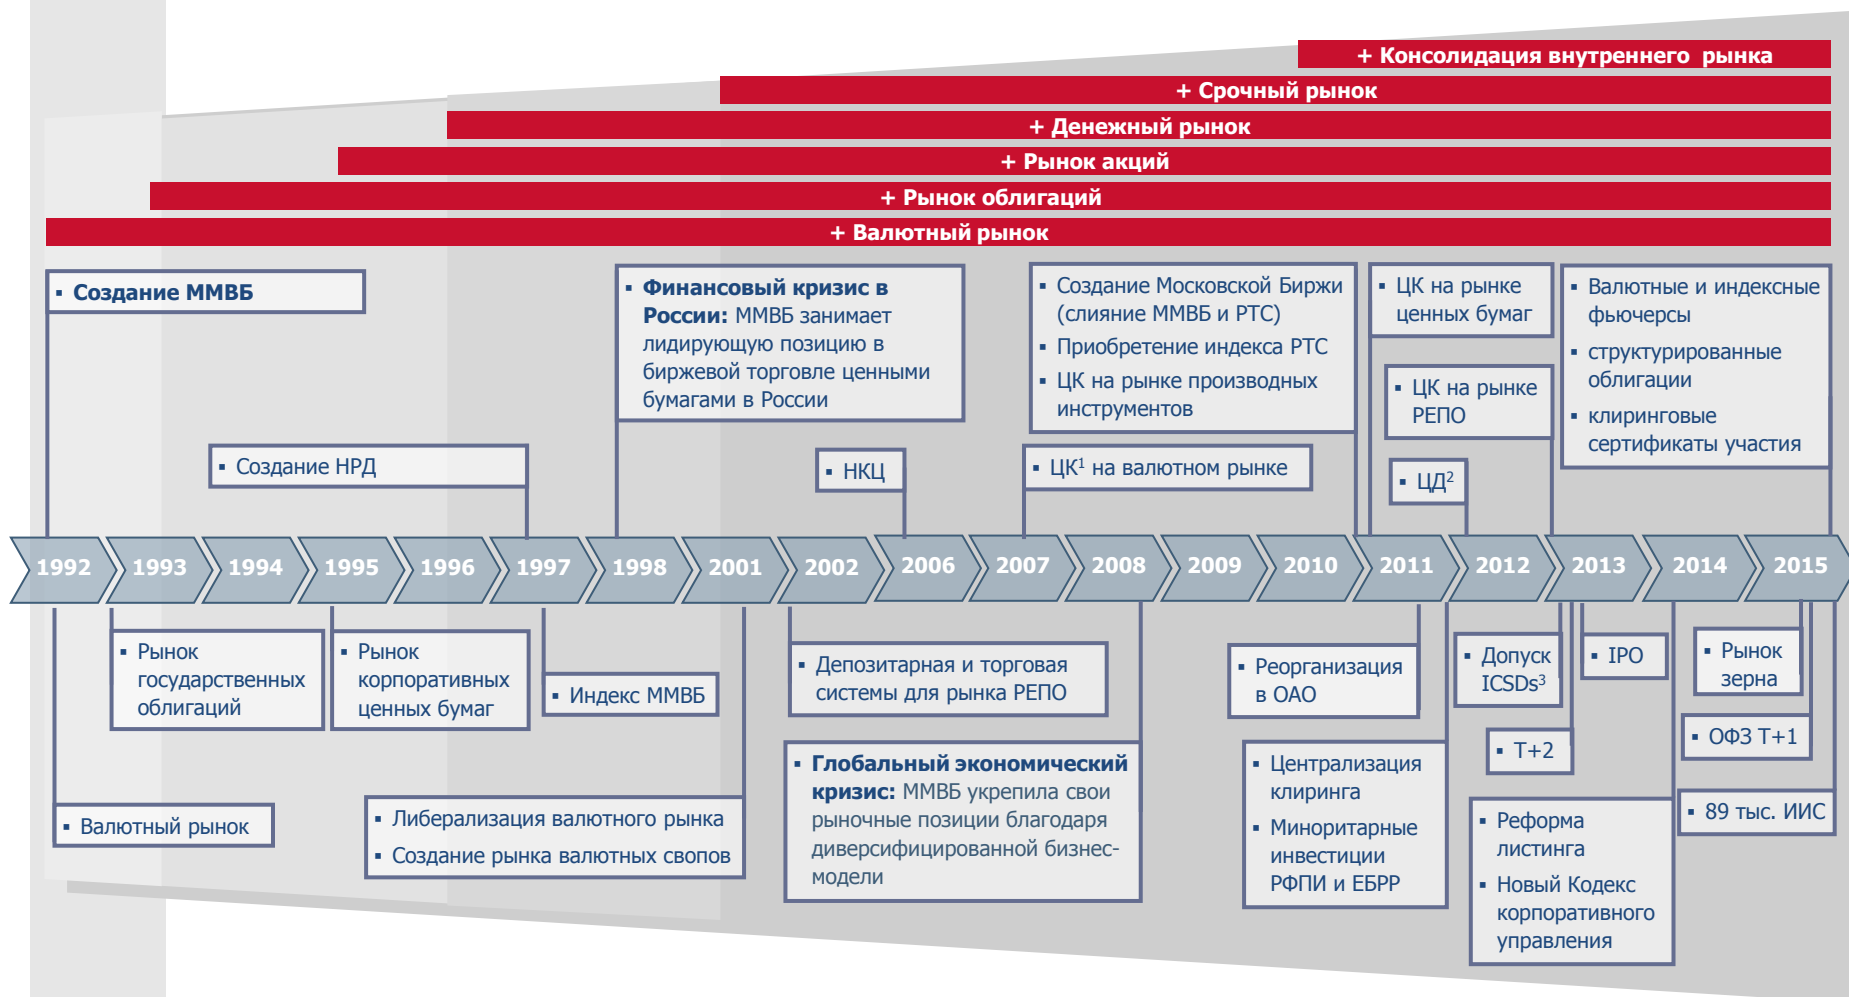 + Консолидация внутреннего рынка
+ Срочный рынок
+ Денежный рынок
+ Рынок акций
+ Рынок облигаций
+ Валютный рынок
▪ Создание ММВБ
▪ Финансовый кризис в
России: ММВБ занимает
лидирующую позицию в
биржевой торговле ценными
бумагами в России
▪ Создание Московской Биржи
(слияние ММВБ и РТС)
▪ Приобретение индекса РТС
▪ ЦК на рынке производных
инструментов
▪ ЦК на рынке
ценных бумаг
▪ ЦК на рынке
РЕПО
▪ Валютные и индексные
фьючерсы
▪ структурированные
облигации
▪ клиринговые
сертификаты участия
▪ Создание НРД
▪ НКЦ
▪ ЦК¹ на валютном рынке
▪ ЦД²
1992 1993 1994 1995 1996 1997 1998 2001 2002 2006 2007 2008 2009 2010 2011 2012 2013 2014 2015
▪ Рынок
государственных
облигаций
▪ Рынок
корпоративных
ценных бумаг
▪ Индекс ММВБ
▪ Депозитарная и торговая
системы для рынка РЕПО
▪ Реорганизация
в ОАО
▪ Допуск
ICSDs³
▪ IPO
▪ Рынок
зерна
▪ Т+2
▪ ОФЗ Т+1
▪ Валютный рынок
▪ Либерализация валютного рынка
▪ Создание рынка валютных свопов
▪ Глобальный экономический
кризис: ММВБ укрепила свои
рыночные позиции благодаря
диверсифицированной бизнес-
модели
▪ Централизация
клиринга
▪ Миноритарные
инвестиции
РФПИ и ЕБРР
▪ Реформа
листинга
▪ Новый Кодекс
корпоративного
управления
▪ 89 тыс. ИИС